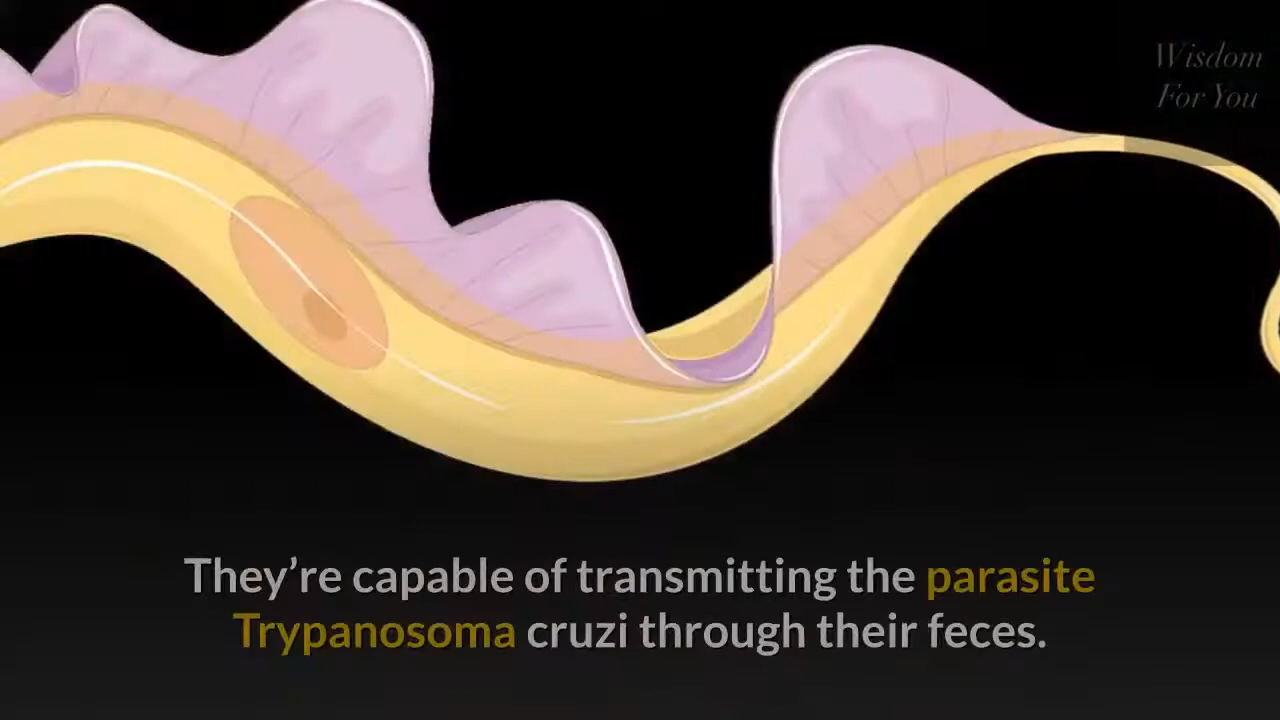 Wisdom
For You
They’re capable of transmitting the parasite
Trypanosoma cruzi through their feces.